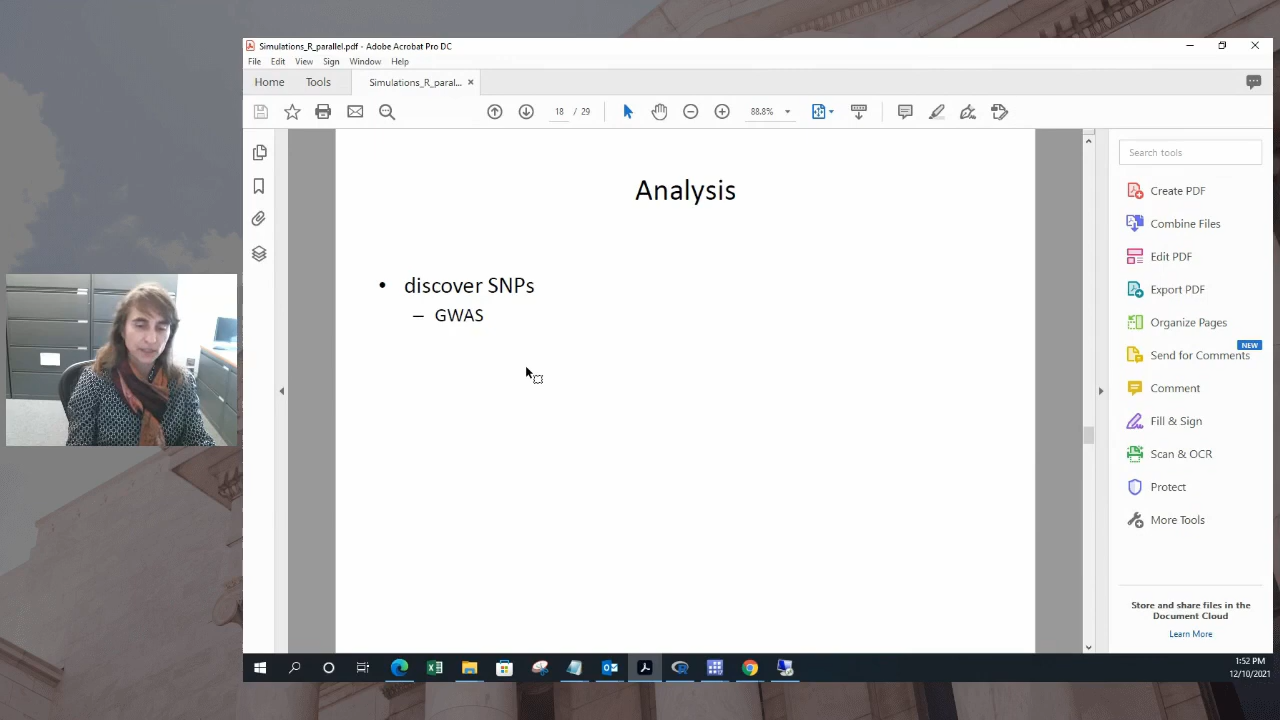 Simulations_R_parallel.pdf - Adobe Acrobat Pro DC
File Edit View Sign Window Help
Home Tools Simulations_R_paral... ×
18 / 29 88.8%
Search tools
Analysis
• discover SNPs
– GWAS
Create PDF
Combine Files
Edit PDF
Export PDF
Organize Pages
NEW
Send for Comments
Comment
Fill & Sign
Scan & OCR
Protect
More Tools
Store and share files in the
Document Cloud
Learn More
1:52 PM
12/10/2021